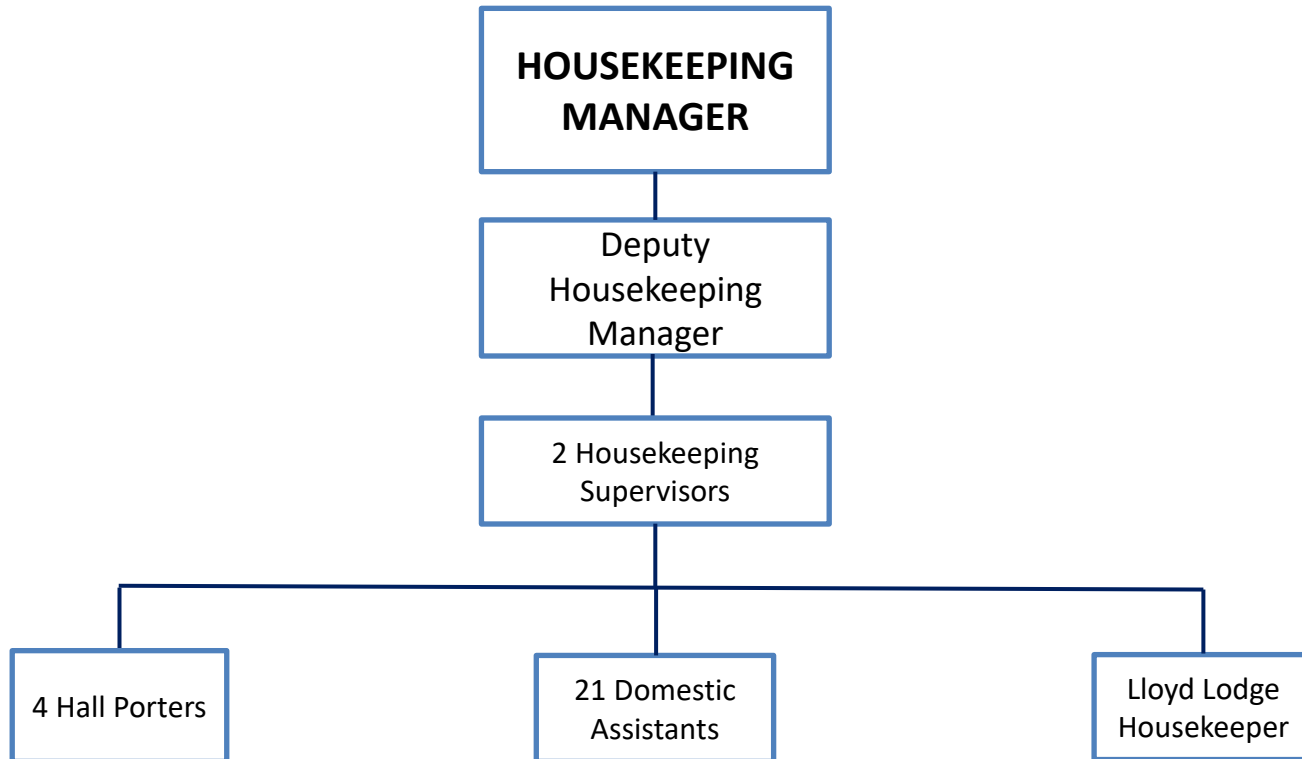 HOUSEKEEPING
MANAGER
Deputy
Housekeeping
Manager
2 Housekeeping
Supervisors
4 Hall Porters
21 Domestic
Assistants
Lloyd Lodge
Housekeeper